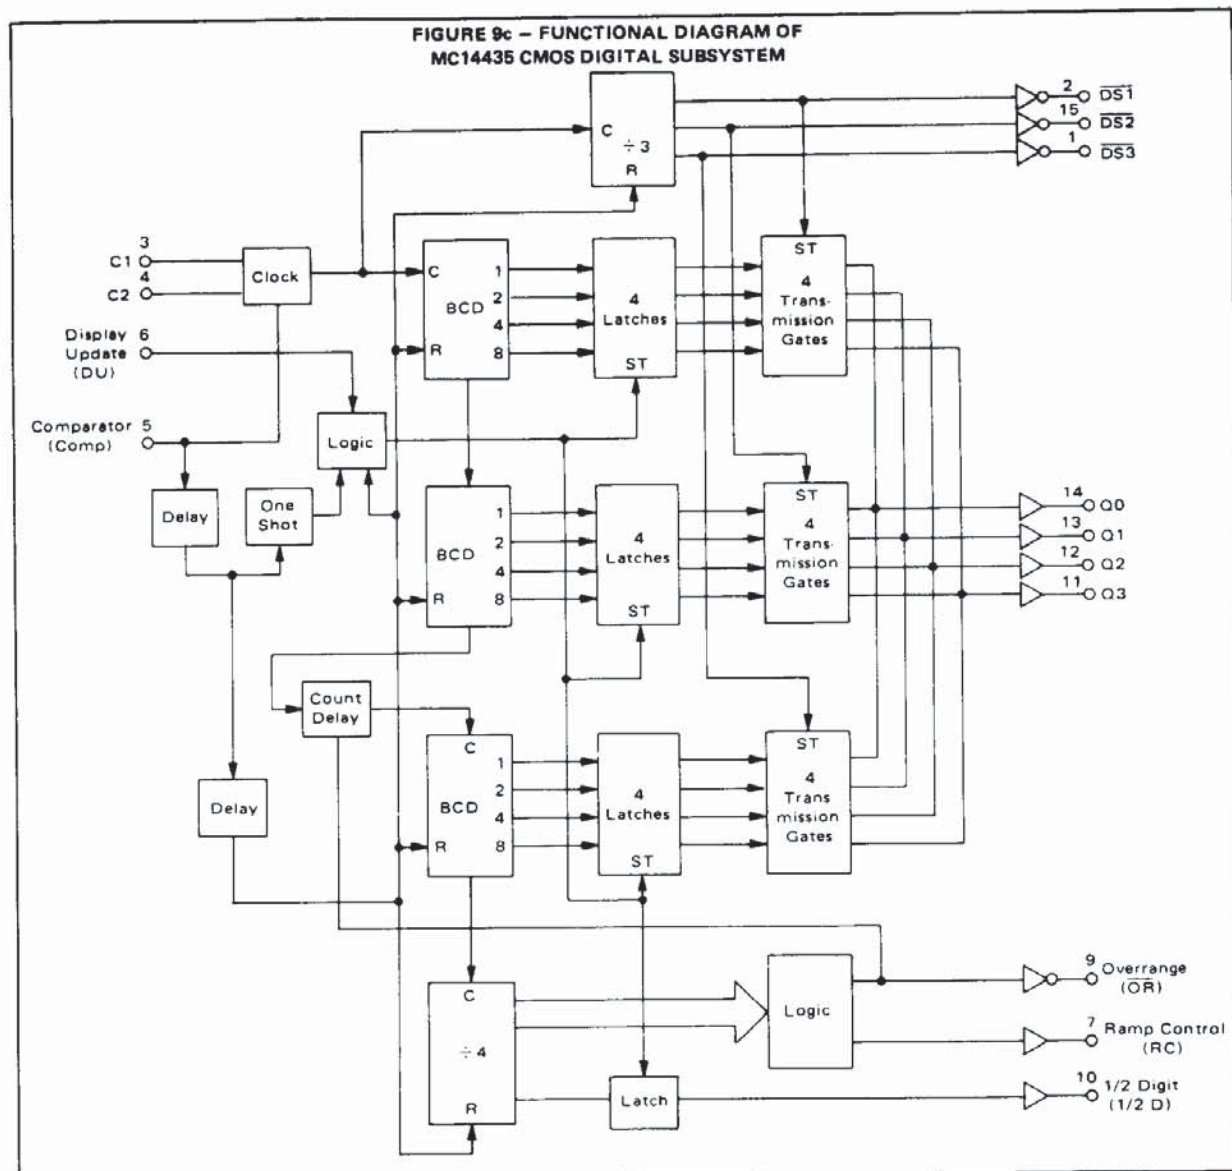 FIGURE 9c – FUNCTIONAL DIAGRAM OF
MC14435 CMOS DIGITAL SUBSYSTEM
C
÷ 3
R
2
DS1
15
DS2
1
DS3
3
C1
4
C2
Clock
Display
Update
(DU)
6
Comparator
(Comp)
5
Logic
Delay
One
Shot
C
BCD
R
1
2
4
8
4
Latches
ST
ST
4
Trans-
mission
Gates
BCD
R
1
2
4
8
4
Latches
ST
ST
4
Trans-
mission
Gates
14
Q0
13
Q1
12
Q2
11
Q3
Count
Delay
Delay
C
BCD
R
1
2
4
8
4
Latches
ST
ST
4
Trans
mission
Gates
C
÷ 4
R
Logic
Latch
9
Overrange
(OR)
7
Ramp Control
(RC)
10
1/2 Digit
(1/2 D)